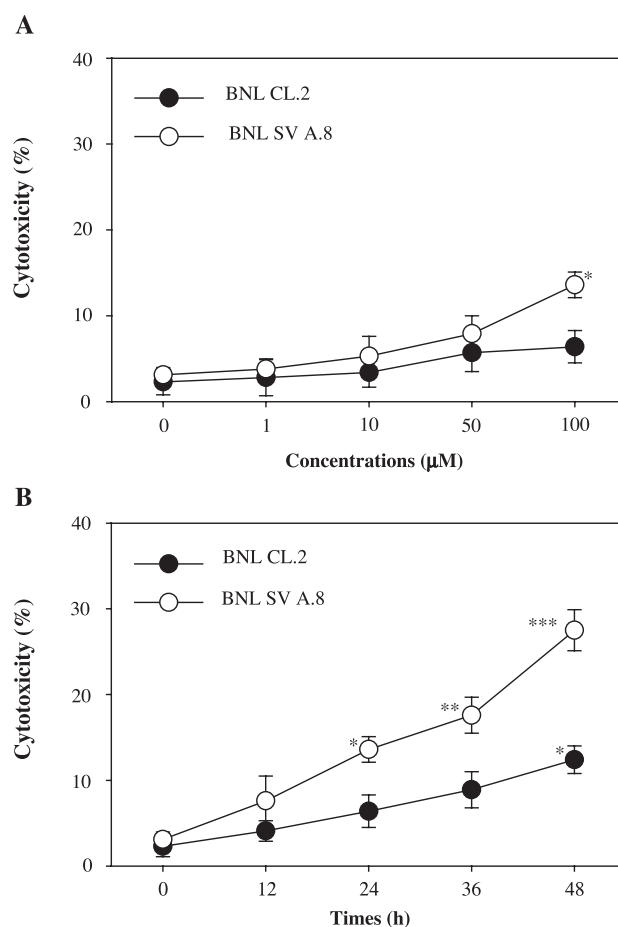 A
40
30
20
10
0
Cytotoxicity (%)
BNL CL.2
BNL SV A.8
*
0 1 10 50 100
Concentrations (μM)
B
40
30
20
10
0
Cytotoxicity (%)
BNL CL.2
BNL SV A.8
***
**
*
*
0 12 24 36 48
Times (h)